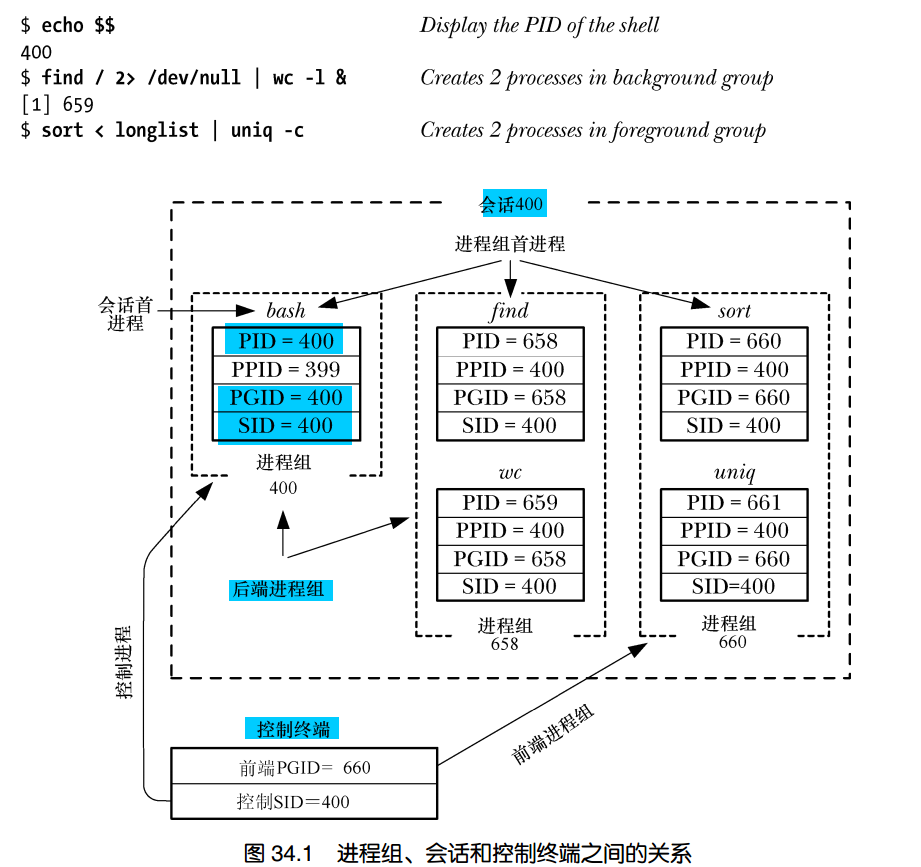 $ echo $$ Display the PID of the shell
400
$ find / 2> /dev/null | wc -l & Creates 2 processes in background group
[1] 659
$ sort < longlist | uniq -c Creates 2 processes in foreground group
会话400
进程组首进程
会话首
进程
bash
PID = 400
PPID = 399
PGID = 400
SID = 400
进程组
400
find
PID = 658
PPID = 400
PGID = 658
SID = 400
wc
PID = 659
PPID = 400
PGID = 658
SID = 400
进程组
658
sort
PID = 660
PPID = 400
PGID = 660
SID = 400
uniq
PID = 661
PPID = 400
PGID = 660
SID=400
进程组
660
后端进程组
控制进程
前端进程组
控制终端
前端PGID= 660
控制SID=400
图 34.1 进程组、会话和控制终端之间的关系